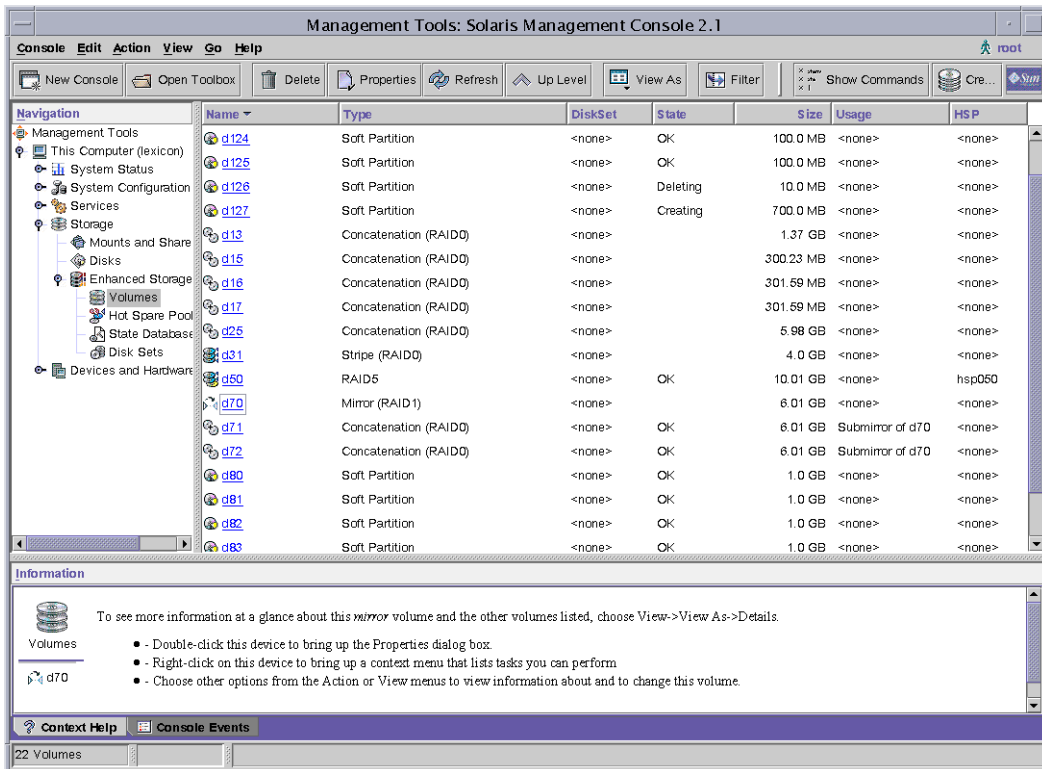 Management Tools: Solaris Management Console 2.1
Console Edit Action View Go Help root
New Console Open Toolbox Delete Properties Refresh Up Level View As Filter Show Commands Cre... Sun
Navigation
Management Tools
This Computer (lexicon)
System Status
System Configuration
Services
Storage
Mounts and Share
Disks
Enhanced Storage
Volumes
Hot Spare Pool
State Database
Disk Sets
Devices and Hardware
Name Type DiskSet State Size Usage HSP
d124 Soft Partition <none> OK 100.0 MB <none> <none>
d125 Soft Partition <none> OK 100.0 MB <none> <none>
d126 Soft Partition <none> Deleting 10.0 MB <none> <none>
d127 Soft Partition <none> Creating 700.0 MB <none> <none>
d13 Concatenation (RAID0) <none> 1.37 GB <none> <none>
d15 Concatenation (RAID0) <none> 300.23 MB <none> <none>
d16 Concatenation (RAID0) <none> 301.59 MB <none> <none>
d17 Concatenation (RAID0) <none> 301.59 MB <none> <none>
d25 Concatenation (RAID0) <none> 5.98 GB <none> <none>
d31 Stripe (RAID0) <none> 4.0 GB <none> <none>
d50 RAID5 <none> OK 10.01 GB <none> hsp050
d70 Mirror (RAID1) <none> 6.01 GB <none> <none>
d71 Concatenation (RAID0) <none> OK 6.01 GB Submirror of d70 <none>
d72 Concatenation (RAID0) <none> OK 6.01 GB Submirror of d70 <none>
d80 Soft Partition <none> OK 1.0 GB <none> <none>
d81 Soft Partition <none> OK 1.0 GB <none> <none>
d82 Soft Partition <none> OK 1.0 GB <none> <none>
d83 Soft Partition <none> OK 1.0 GB <none> <none>
Information
Volumes
d70
To see more information at a glance about this mirror volume and the other volumes listed, choose View->View As->Details.
● - Double-click this device to bring up the Properties dialog box.
● - Right-click on this device to bring up a context menu that lists tasks you can perform
● - Choose other options from the Action or View menus to view information about and to change this volume.
Context Help Console Events
22 Volumes